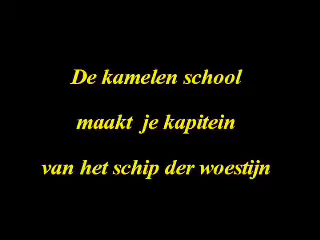 De kamelen school
maakt je kapitein
van het schip der woestijn